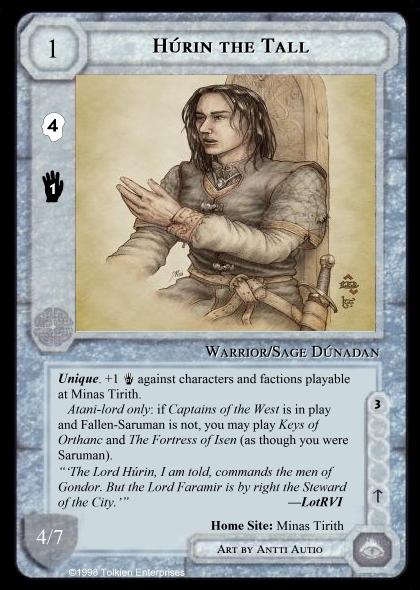 1
HÚRIN THE TALL
4
1
WARRIOR/SAGE DÚNADAN
Unique. +1 against characters and factions playable
at Minas Tirith.
Atani-lord only: if Captains of the West is in play
and Fallen-Saruman is not, you may play Keys of
Orthanc and The Fortress of Isen (as though you were
Saruman).
“‘The Lord Húrin, I am told, commands the men of
Gondor. But the Lord Faramir is by right the Steward
of the City.’” —LotRVI
3
Home Site: Minas Tirith
4/7
ART BY ANTTI AUTIO
©1998 Tolkien Enterprises